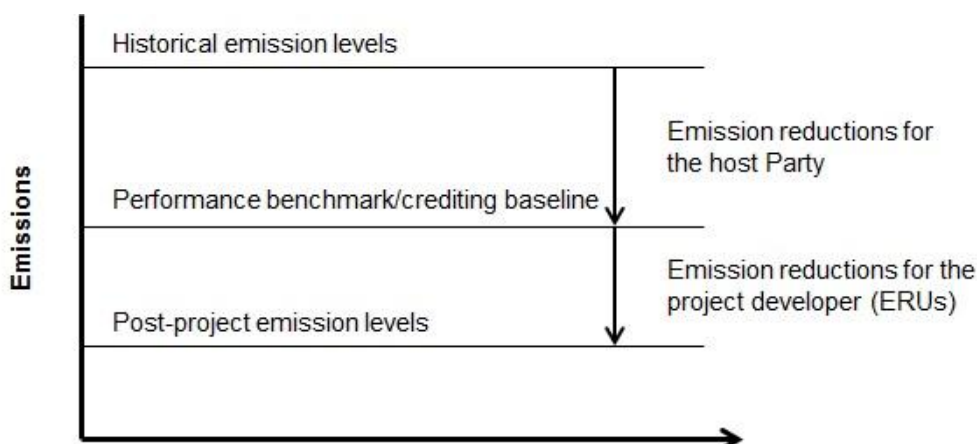 Historical emission levels
Emission reductions for
the host Party
Performance benchmark/crediting baseline
Emissions
Emission reductions for the
project developer (ERUs)
Post-project emission levels